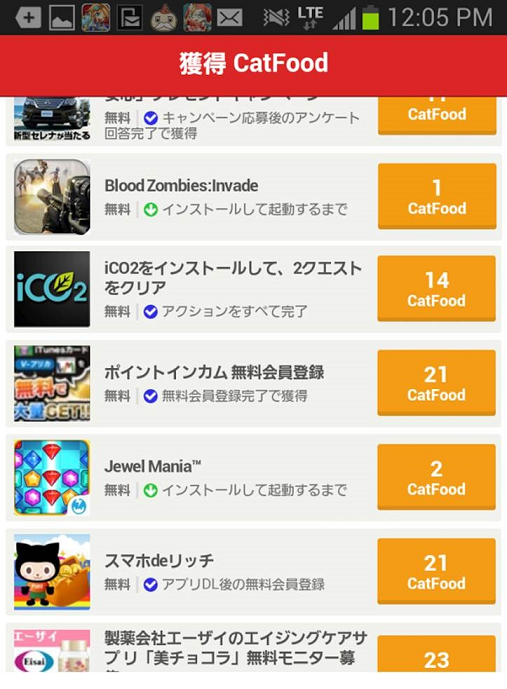 LTE
12:05 PM
獲得 CatFood
新型セレナが当たる
無料 キャンペーン応募後のアンケート
回答完了で獲得
CatFood
Blood Zombies:Invade
無料 インストールして起動するまで
1
CatFood
iCO2
iCO2をインストールして、2クエスト
をクリア
無料 アクションをすべて完了
14
CatFood
iTunesカード
無料で
大量GET!!
ポイントインカム 無料会員登録
無料 無料会員登録完了で獲得
21
CatFood
Jewel Mania™
無料 インストールして起動するまで
2
CatFood
スマホdeリッチ
無料 アプリDL後の無料会員登録
21
CatFood
エーザイ
Eisai
製薬会社エーザイのエイジングケアサ
プリ「美チョコラ」無料モニター募
23